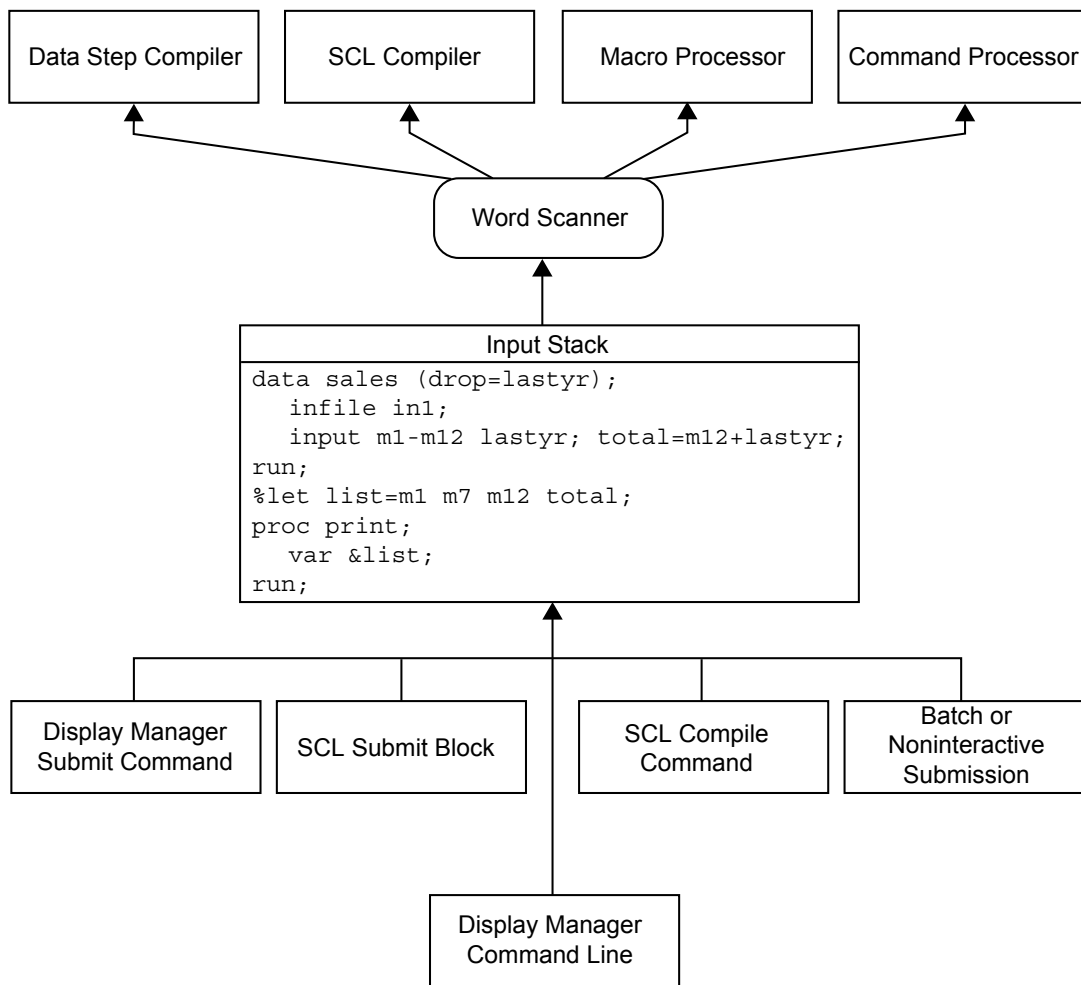 Data Step Compiler
SCL Compiler
Macro Processor
Command Processor
Word Scanner
Input Stack
data sales (drop=lastyr);
infile in1;
input m1-m12 lastyr; total=m12+lastyr;
run;
%let list=m1 m7 m12 total;
proc print;
var &list;
run;
Display Manager
Submit Command
SCL Submit Block
SCL Compile
Command
Batch or
Noninteractive
Submission
Display Manager
Command Line